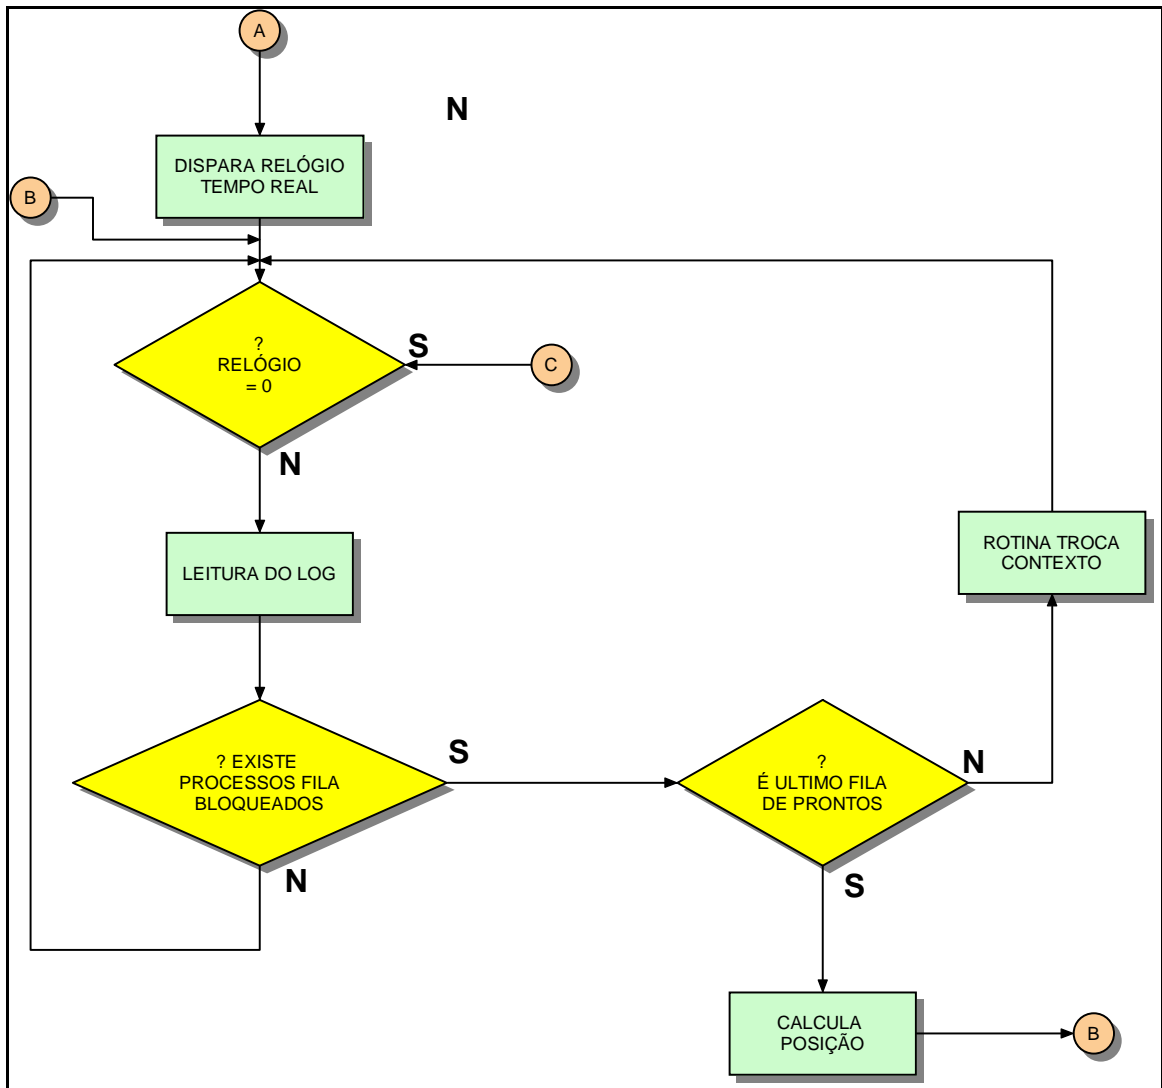 A
N
DISPARA RELÓGIO
TEMPO REAL
B
?
RELÓGIO
= 0
S
C
N
LEITURA DO LOG
ROTINA TROCA
CONTEXTO
? EXISTE
PROCESSOS FILA
BLOQUEADOS
S
N
?
É ULTIMO FILA
DE PRONTOS
N
S
CALCULA
POSIÇÃO
B